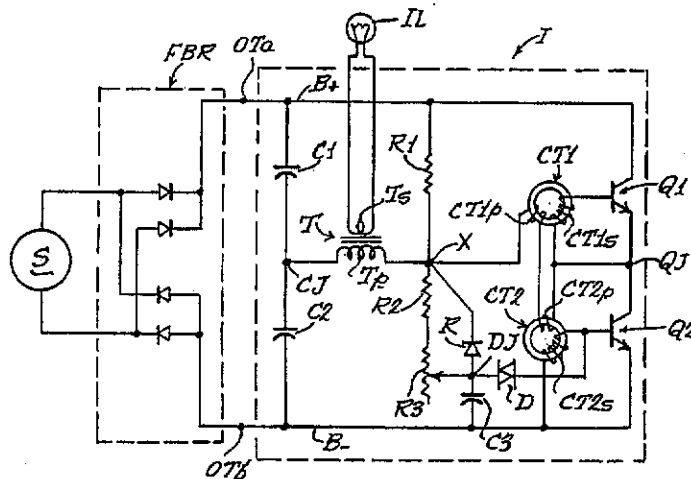 IL
I
FBR
OTa
B+
C1
R1
CT1
Q1
Ts
CT1p
CT1s
T
X
S
CJ
Tp
QJ
CT2p
C2
R2
CT2
R
DJ
Q2
R3
D
CT2s
C3
B-
OTb